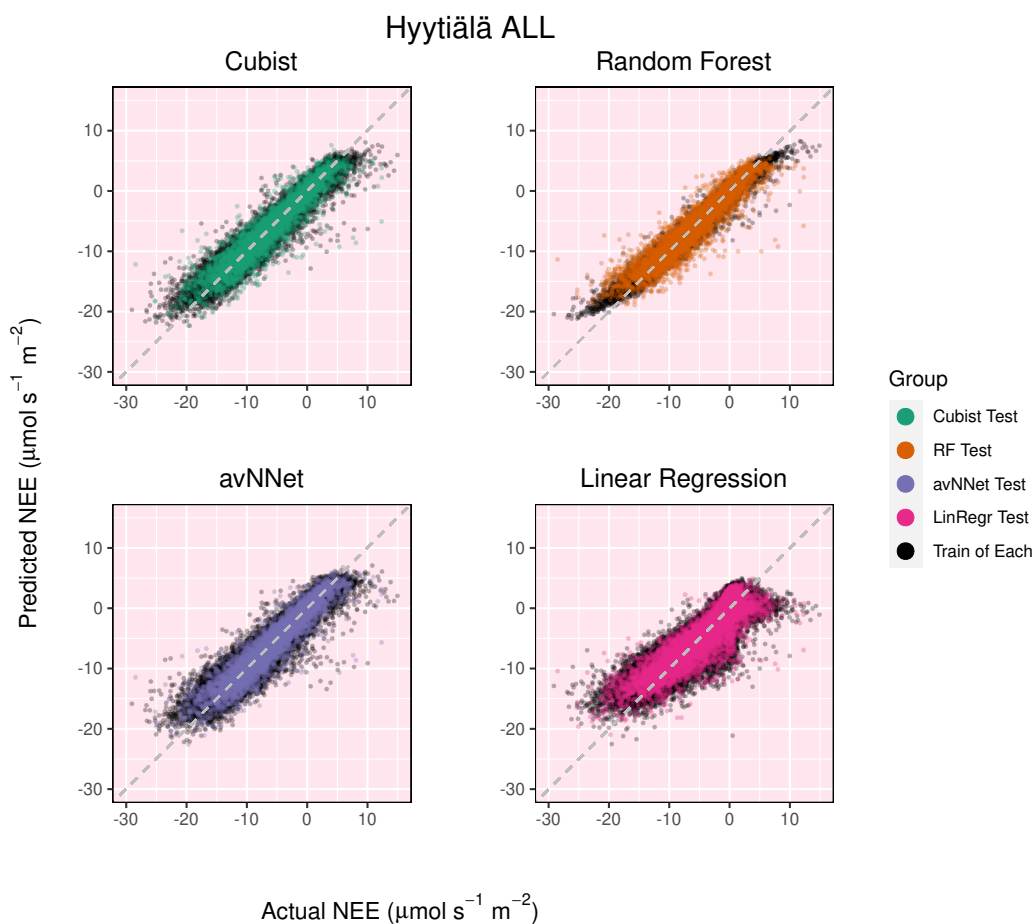 Hyytiälä ALL
Cubist
Random Forest
10
0
-10
-20
-30
-30 -20 -10 0 10
10
0
-10
-20
-30
-30 -20 -10 0 10
avNNet
Linear Regression
10
0
-10
-20
-30
-30 -20 -10 0 10
10
0
-10
-20
-30
-30 -20 -10 0 10
Predicted NEE (μmol s⁻¹ m⁻²)
Actual NEE (μmol s⁻¹ m⁻²)
Group
Cubist Test
RF Test
avNNet Test
LinRegr Test
Train of Each